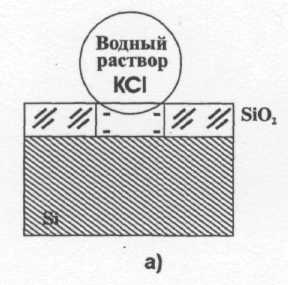 Водный
раствор
KCl
SiO₂
Si
а)